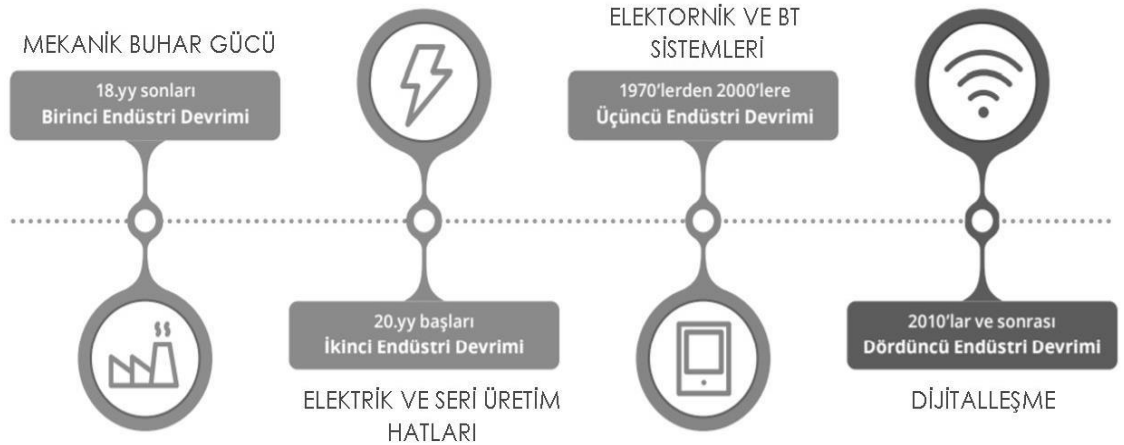 MEKANİK BUHAR GÜCÜ
18.yy sonları
Birinci Endüstri Devrimi
20.yy başları
İkinci Endüstri Devrimi
ELEKTRİK VE SERİ ÜRETİM
HATLARI
ELEKTORNİK VE BT
SİSTEMLERİ
1970'lerden 2000'lere
Üçüncü Endüstri Devrimi
2010'lar ve sonrası
Dördüncü Endüstri Devrimi
DİJİTALLEŞME